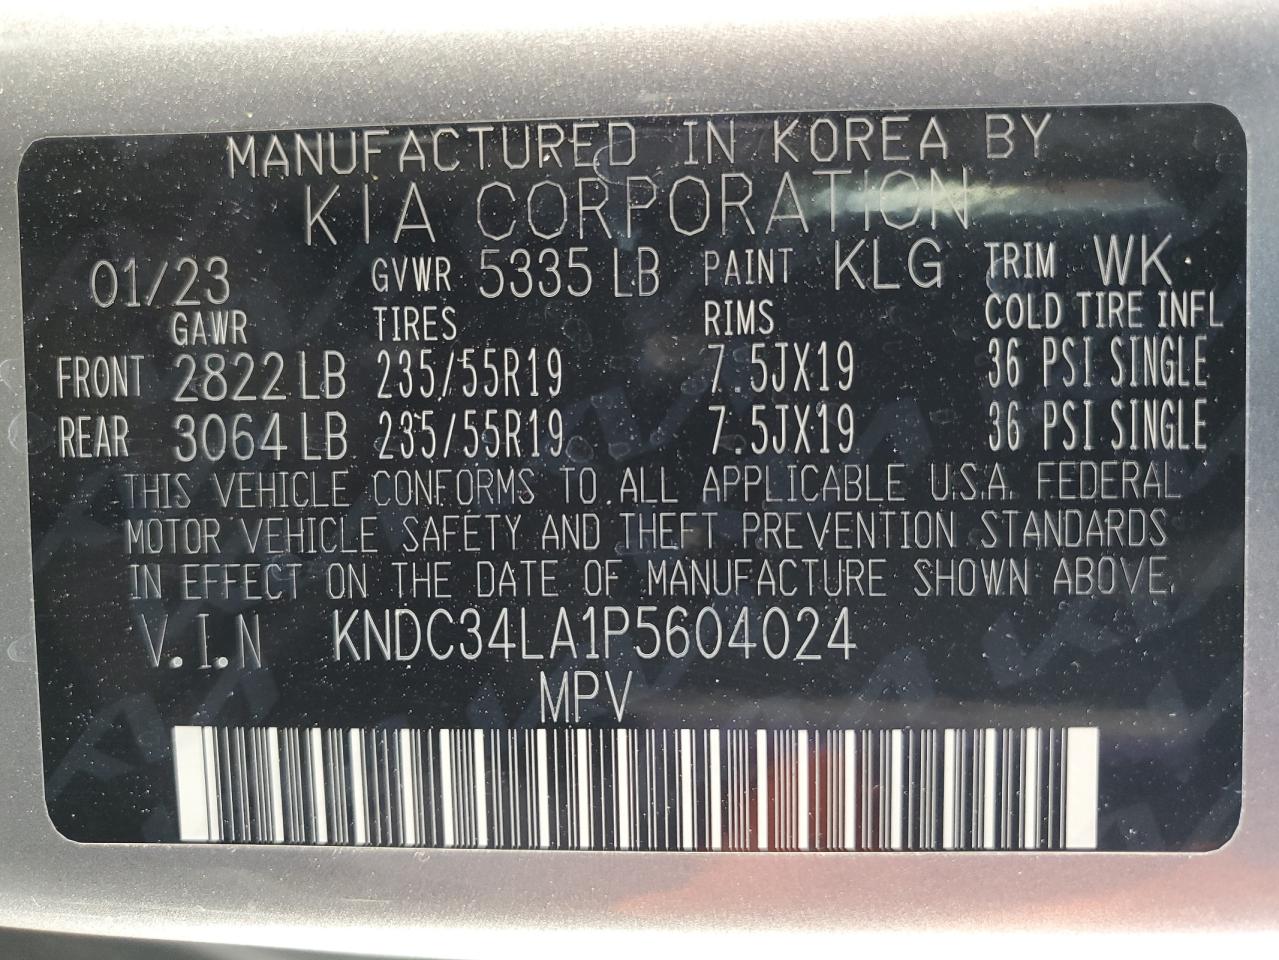 MANUFACTURED IN KOREA BY
KIA CORPORATION
01/23 GVWR 5335 LB PAINT KLG TRIM WK
GAWR TIRES RIMS COLD TIRE INFL
FRONT 2822 LB 235/55R19 7.5JX19 36 PSI SINGLE
REAR 3064 LB 235/55R19 7.5JX19 36 PSI SINGLE
THIS VEHICLE CONFORMS TO ALL APPLICABLE U.S.A. FEDERAL
MOTOR VEHICLE SAFETY AND THEFT PREVENTION STANDARDS
IN EFFECT ON THE DATE OF MANUFACTURE SHOWN ABOVE.
V.I.N KNDC34LA1P5604024
MPV